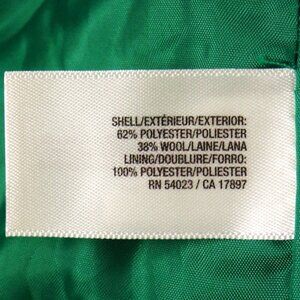 SHELL/EXTÉRIEUR/EXTERIOR:
62% POLYESTER/POLIESTER
38% WOOL/LAINE/LANA
LINING/DOUBLURE/FORRO:
100% POLYESTER/POLIESTER
RN 54023 / CA 17897